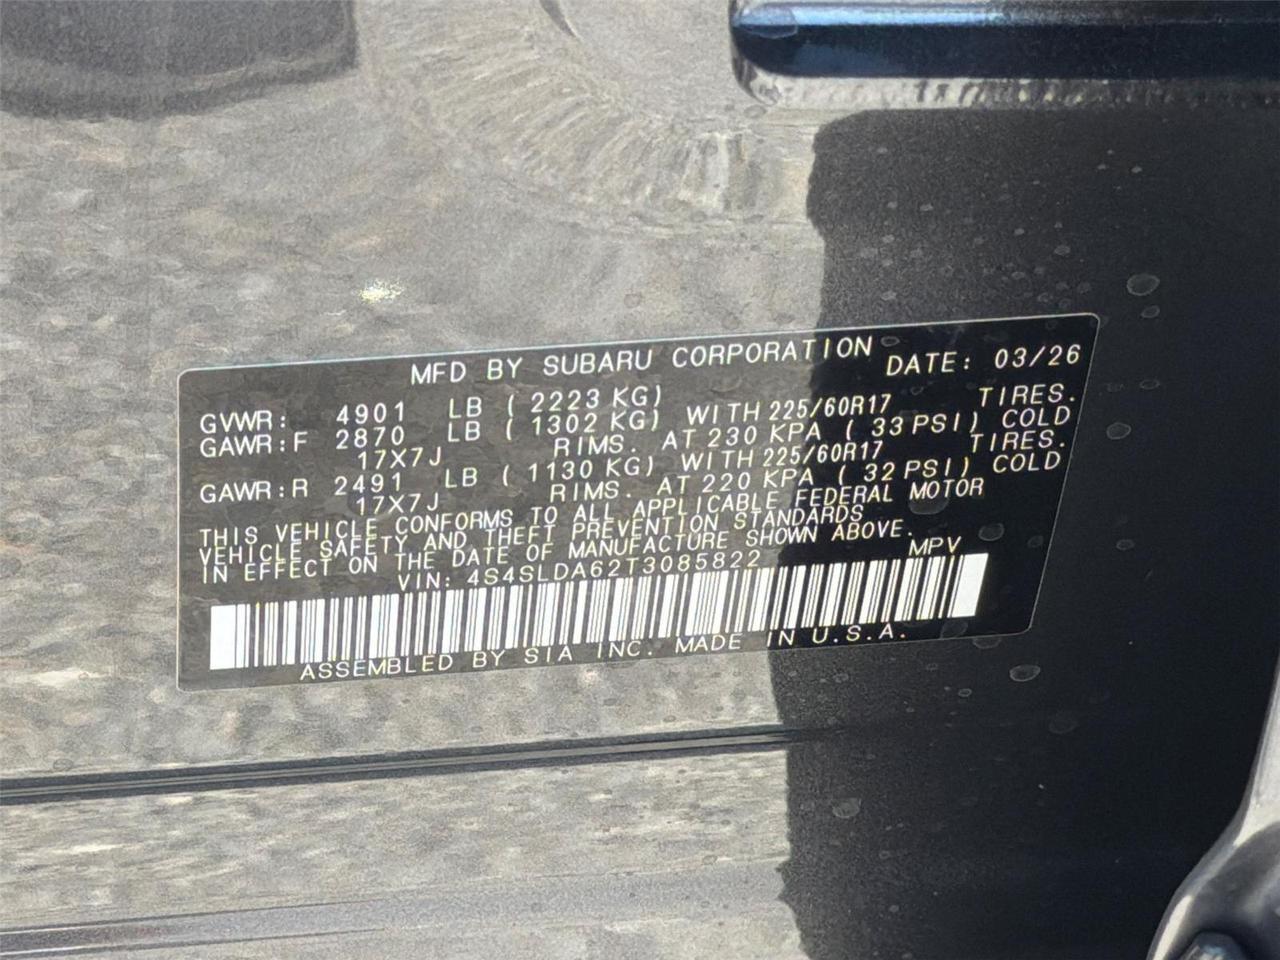 MFD BY SUBARU CORPORATION DATE: 03/26
GVWR: 4901 LB ( 2223 KG)
GAWR:F 2870 LB ( 1302 KG) WITH 225/60R17 TIRES.
17X7J RIMS. AT 230 KPA ( 33 PSI) COLD
GAWR:R 2491 LB ( 1130 KG) WITH 225/60R17 TIRES.
17X7J RIMS. AT 220 KPA ( 32 PSI) COLD
THIS VEHICLE CONFORMS TO ALL APPLICABLE FEDERAL MOTOR
VEHICLE SAFETY AND THEFT PREVENTION STANDARDS
IN EFFECT ON THE DATE OF MANUFACTURE SHOWN ABOVE.
VIN: 4S4SLDA62T3085822 MPV
ASSEMBLED BY SIA INC. MADE IN U.S.A.